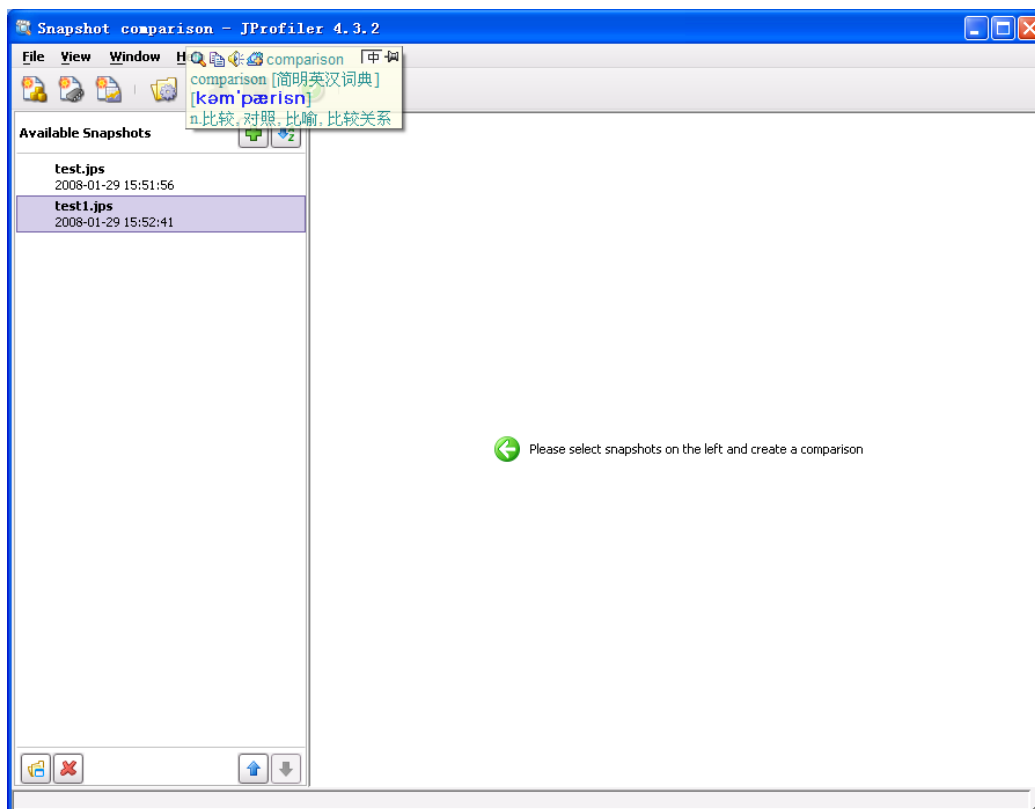 Snapshot comparison - JProfiler 4.3.2
File View Window H
comparison 中
comparison [简明英汉词典]
[kəm'pærisn]
n.比较, 对照, 比喻, 比较关系
Available Snapshots
test.jps
2008-01-29 15:51:56
test1.jps
2008-01-29 15:52:41
Please select snapshots on the left and create a comparison